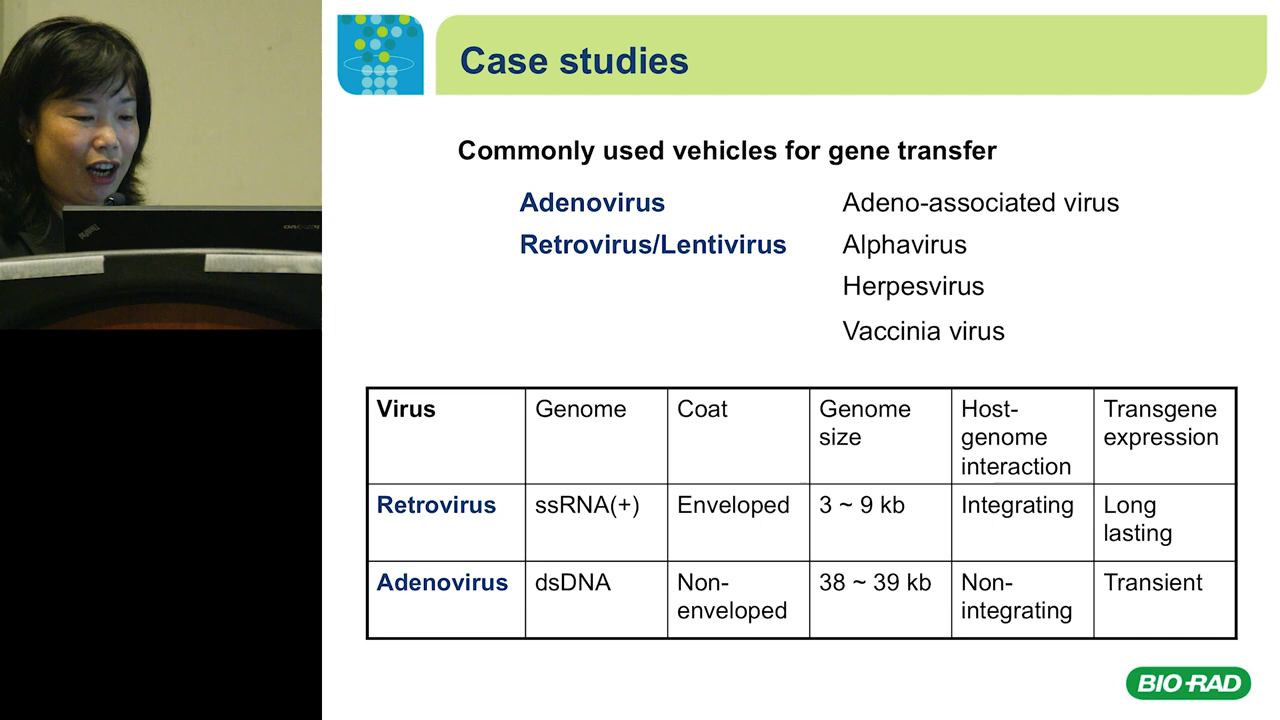 Case studies
Commonly used vehicles for gene transfer
Adenovirus
Retrovirus/Lentivirus
Adeno-associated virus
Alphavirus
Herpesvirus
Vaccinia virus
Virus
Genome
Coat
Genome
size
Host-
genome
interaction
Transgene
expression
Retrovirus
ssRNA(+)
Enveloped
3 ~ 9 kb
Integrating
Long
lasting
Adenovirus
dsDNA
Non-
enveloped
38 ~ 39 kb
Non-
integrating
Transient
BIO-RAD